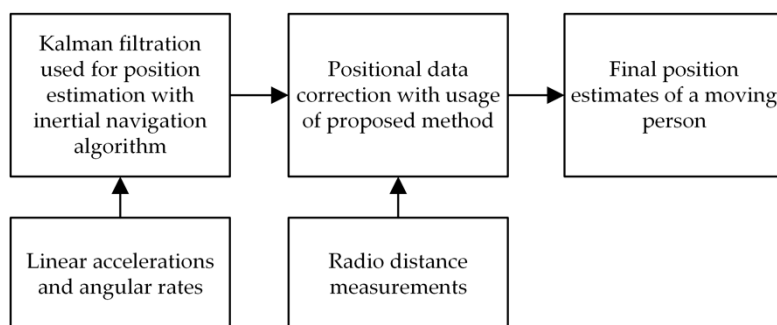 Kalman filtration
used for position
estimation with
inertial navigation
algorithm
Positional data
correction with usage
of proposed method
Final position
estimates of a moving
person
Linear accelerations
and angular rates
Radio distance
measurements